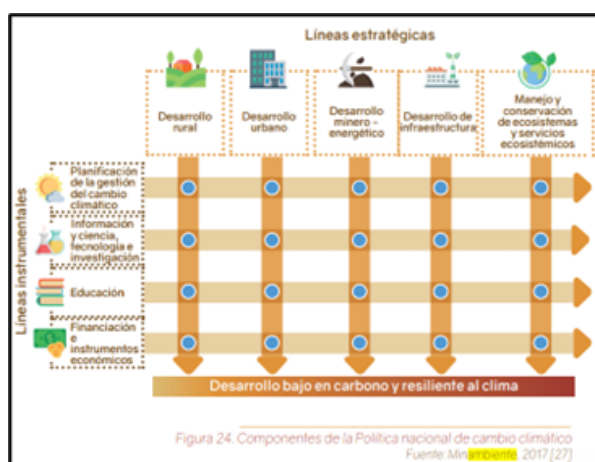 Líneas estratégicas
Desarrollo
rural
Desarrollo
urbano
Desarrollo
minero -
energético
Desarrollo de
infraestructura
Manejo y
conservación
de ecosistemas
y servicios
ecosistémicos
Líneas instrumentales
Planificación
de la gestión
del cambio
climático
Información
y ciencia,
tecnología e
investigación
Educación
Financiación
e
instrumentos
económicos
Desarrollo bajo en carbono y resiliente al clima
Figura 24. Componentes de la Política nacional de cambio climático
Fuente: Minambiente, 2017 [27]